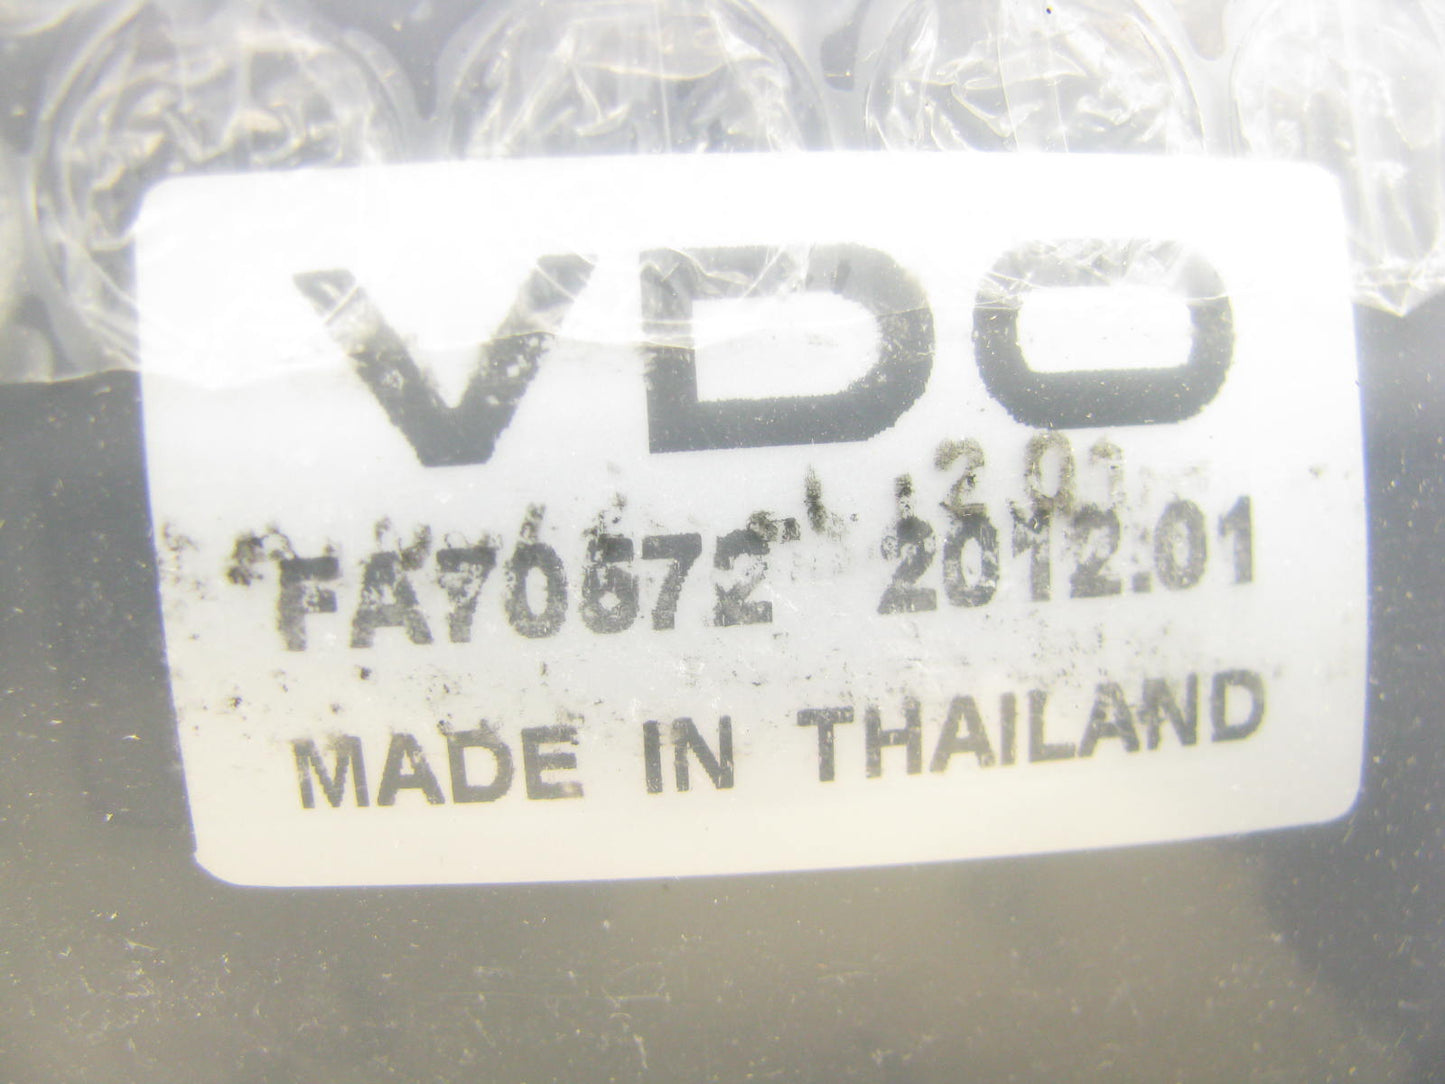 VDO
FA70672 2012.01
MADE IN THAILAND